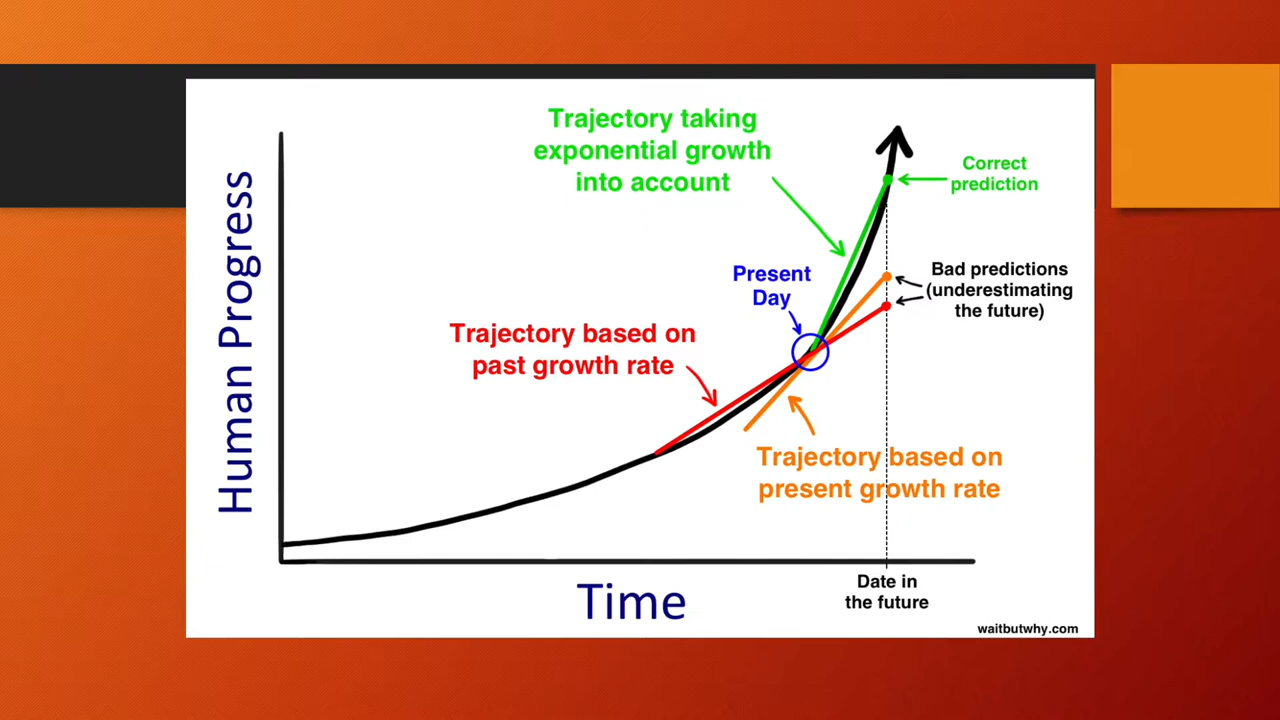 Trajectory taking
exponential growth
into account
Correct
prediction
Present
Day
Bad predictions
(underestimating
the future)
Trajectory based on
past growth rate
Human Progress
Trajectory based on
present growth rate
Date in
the future
Time
waitbutwhy.com